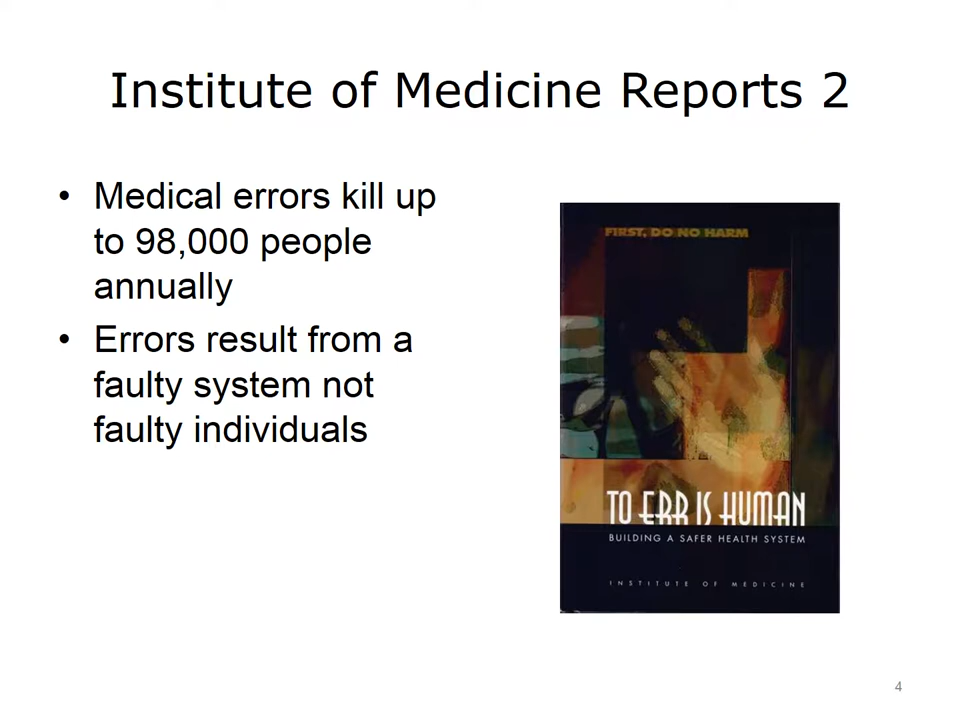 Institute of Medicine Reports 2
• Medical errors kill up
to 98,000 people
annually
• Errors result from a
faulty system not
faulty individuals
FIRST, DO NO HARM
TO ERR IS HUMAN
BUILDING A SAFER HEALTH SYSTEM
INSTITUTE OF MEDICINE
4